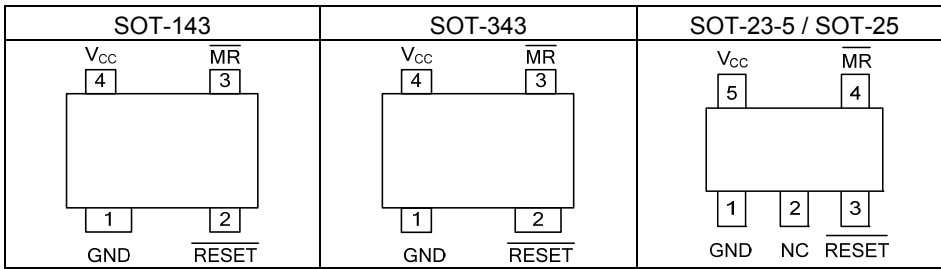 SOT-143 SOT-343 SOT-23-5 / SOT-25
VCC MR VCC MR VCC MR
4 3 4 3 5 4
1 2 1 2 1 2 3
GND RESET GND RESET GND NC RESET